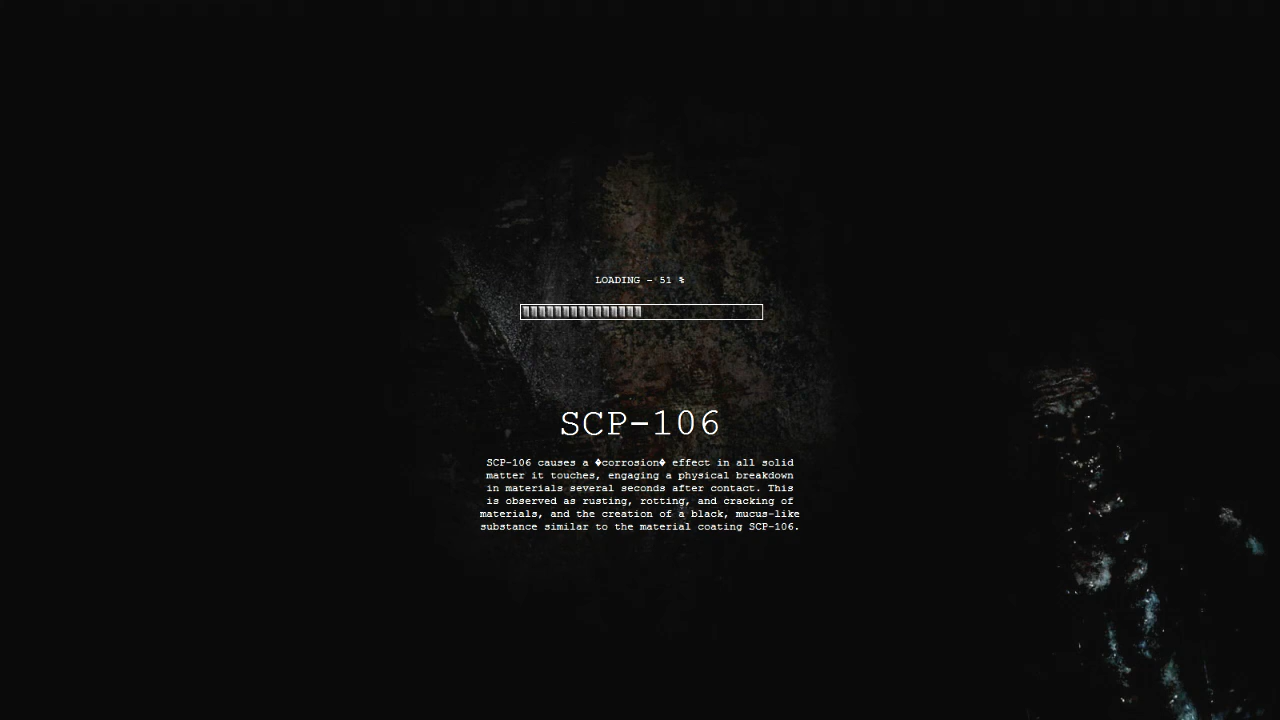 LOADING - 51 %
SCP-106
SCP-106 causes a �corrosion� effect in all solid
matter it touches, engaging a physical breakdown
in materials several seconds after contact. This
is observed as rusting, rotting, and cracking of
materials, and the creation of a black, mucus-like
substance similar to the material coating SCP-106.